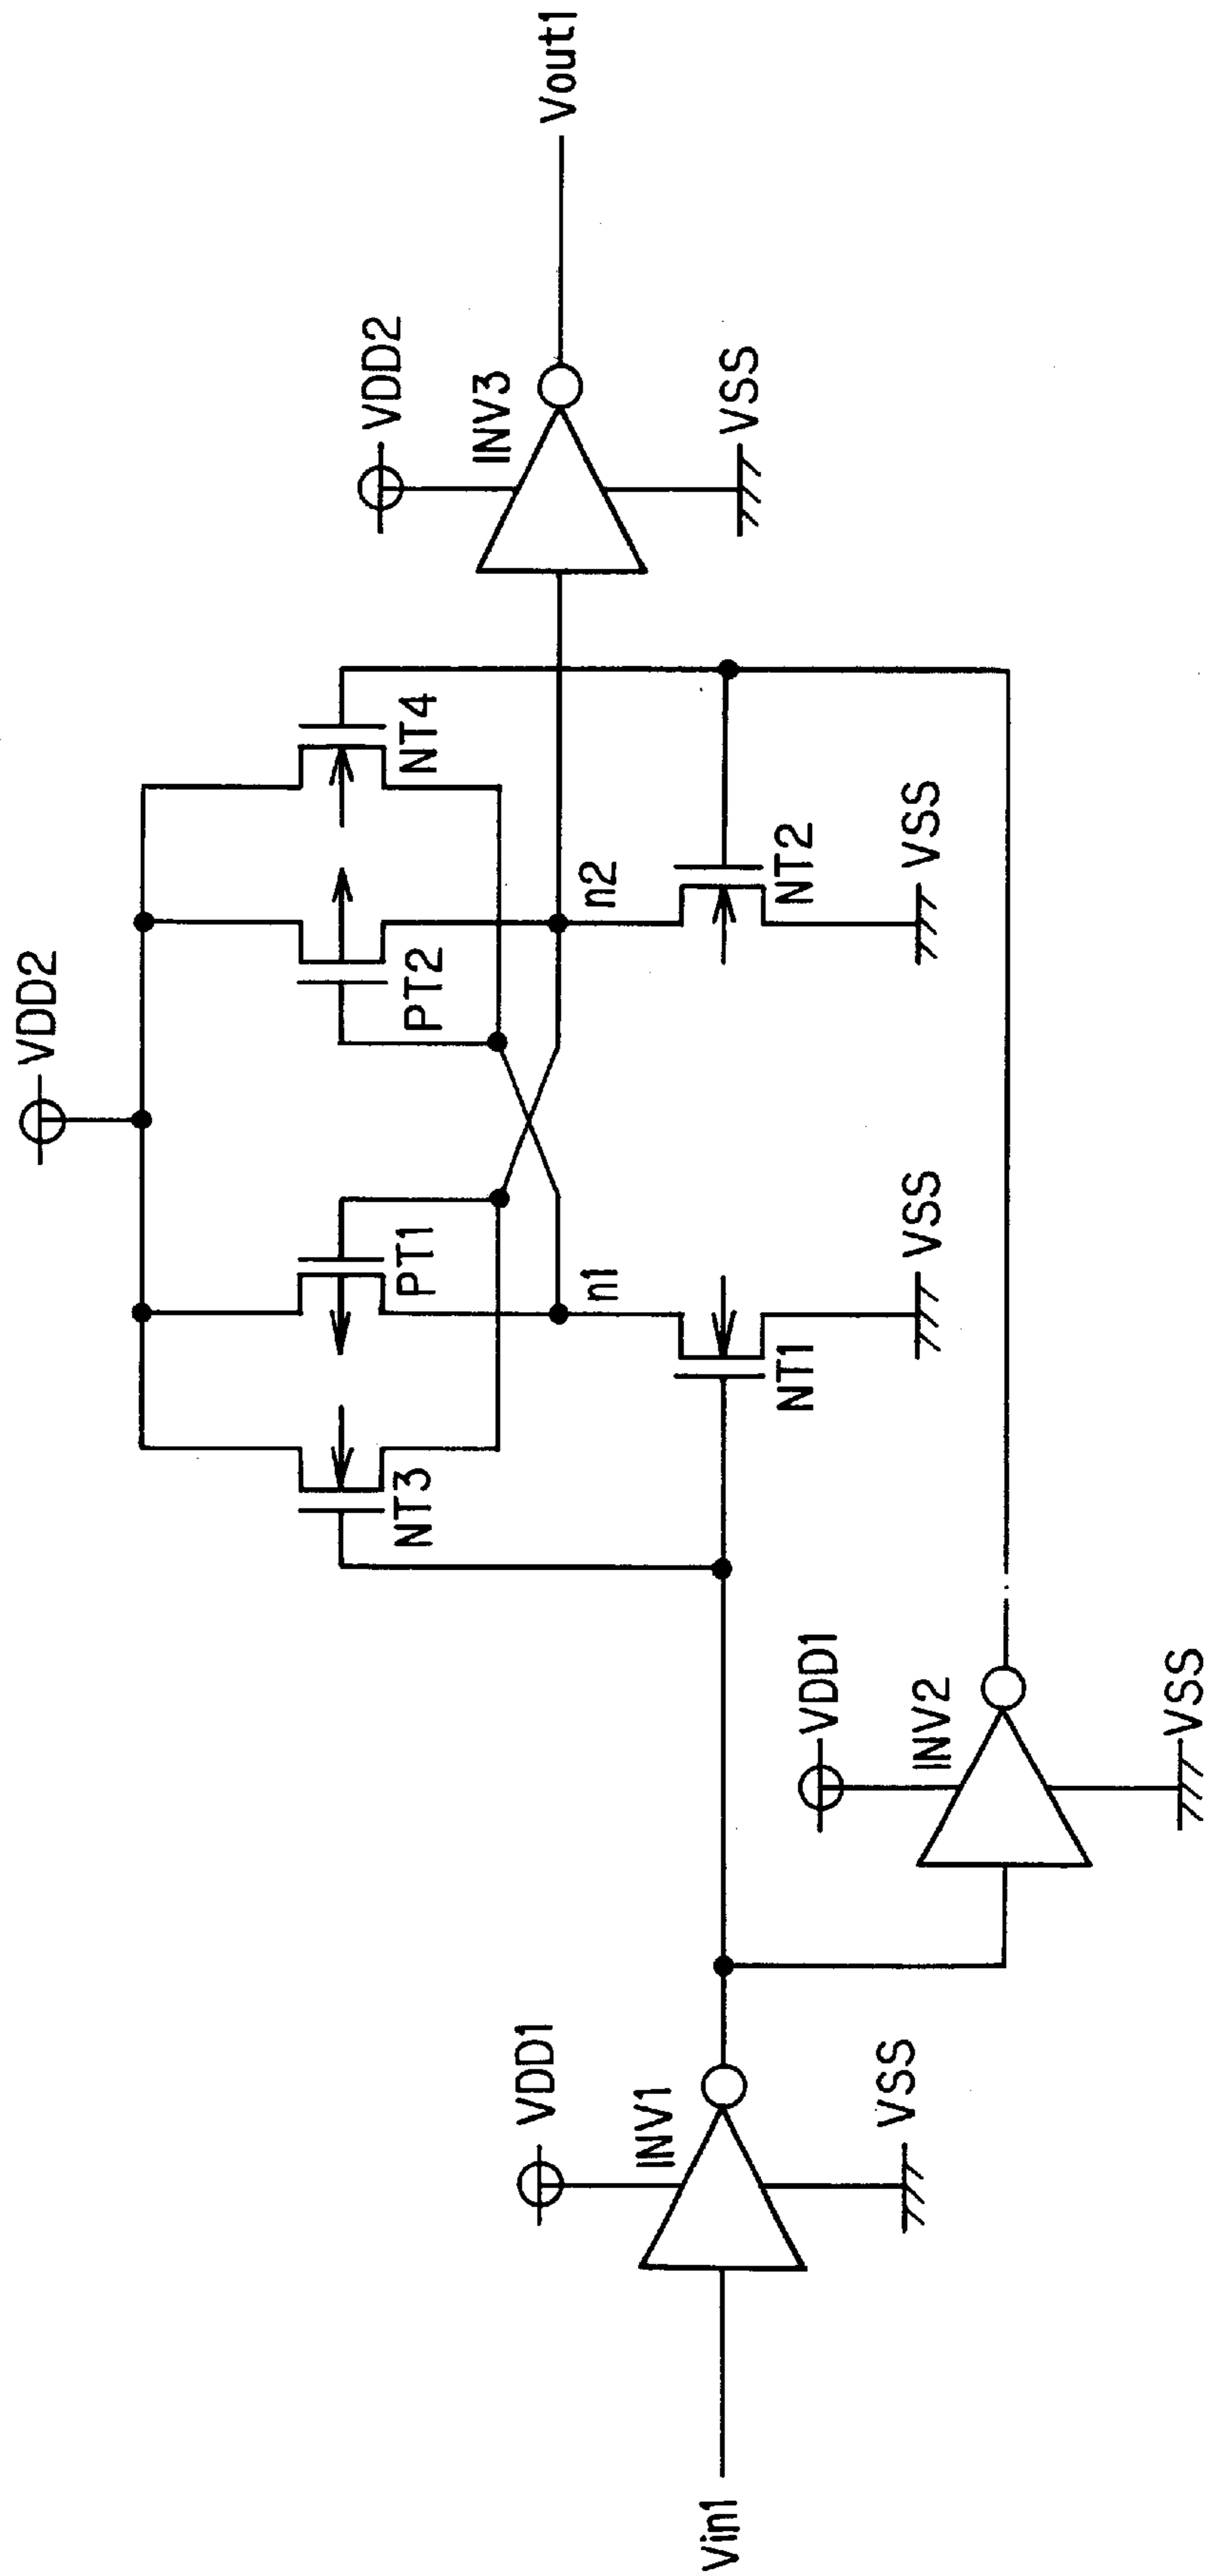 VDD2
NT3
PT1
PT2
NT4
n1
n2
NT1
NT2
VSS
VSS
VDD2
INV3
VSS
Vout1
Vin1
VDD1
INV1
VSS
VDD1
INV2
VSS